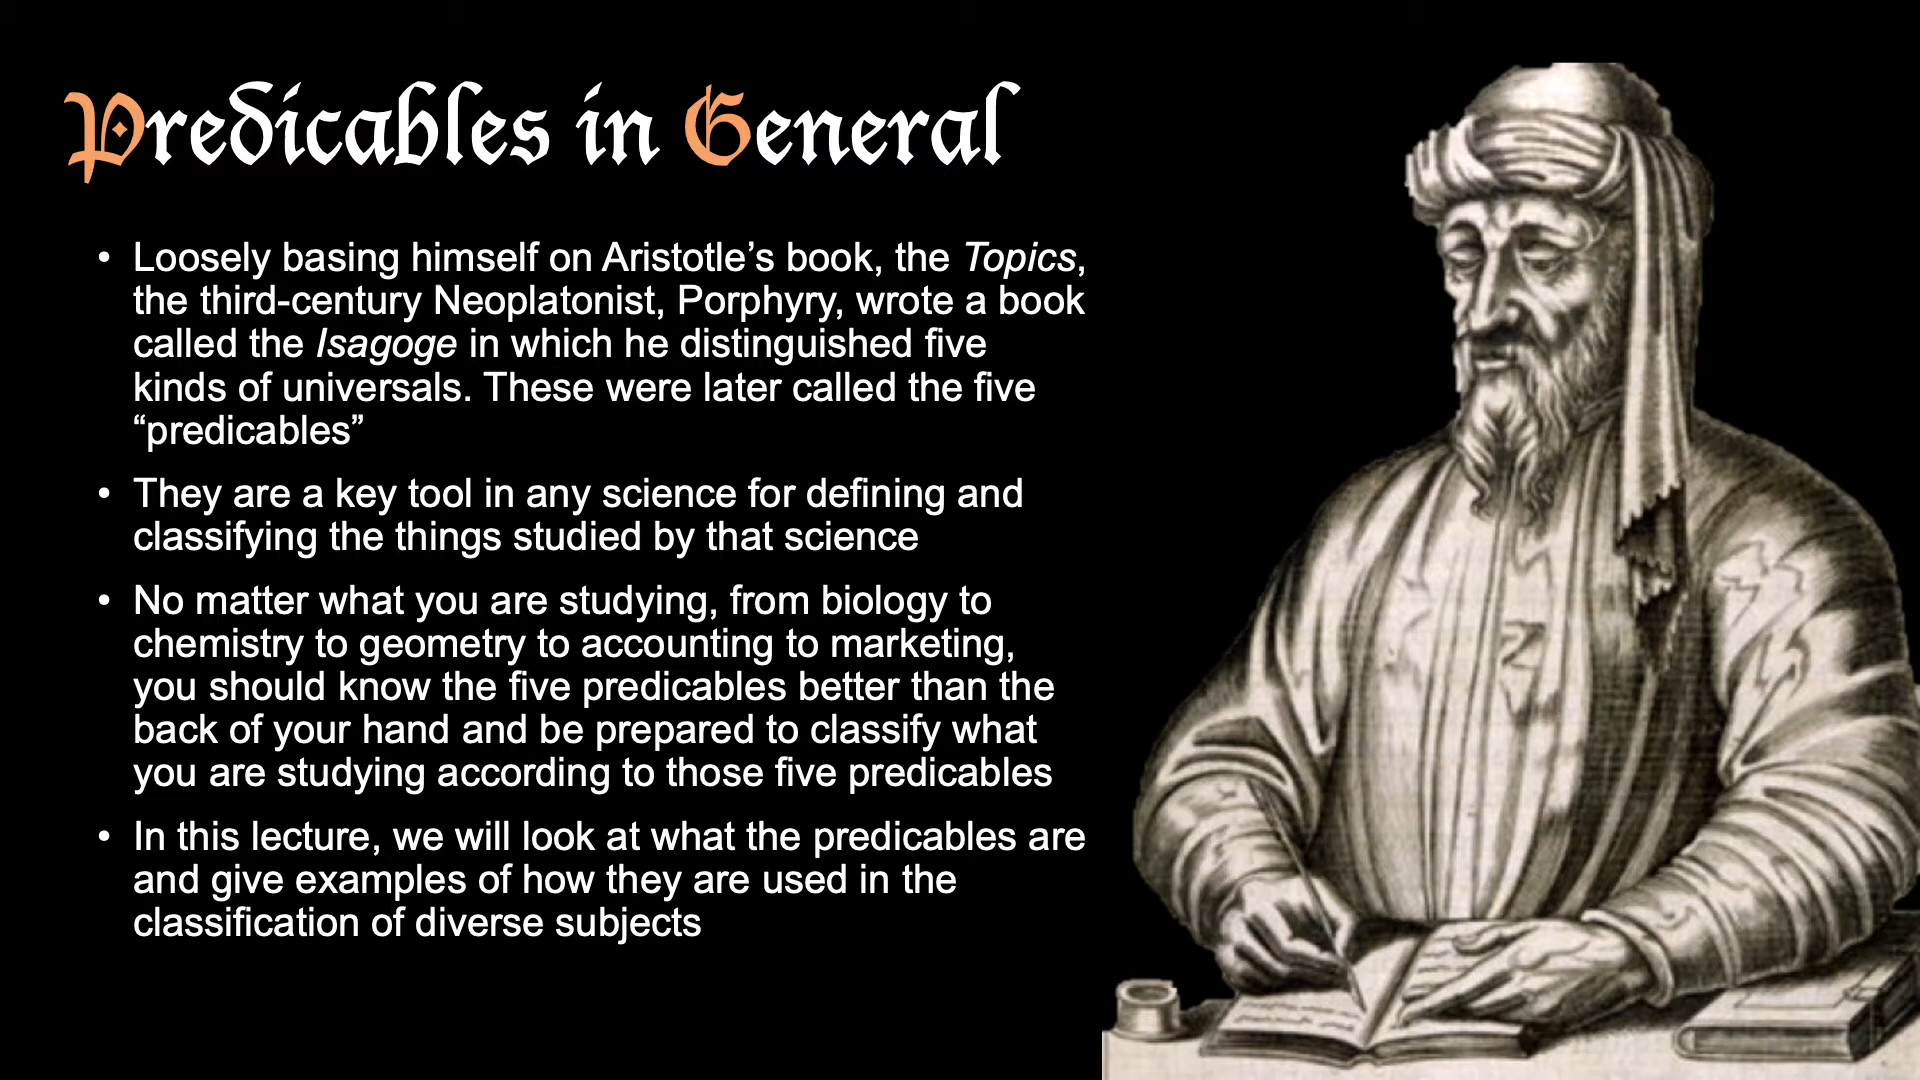 Predicables in General
• Loosely basing himself on Aristotle’s book, the Topics,
the third-century Neoplatonist, Porphyry, wrote a book
called the Isagoge in which he distinguished five
kinds of universals. These were later called the five
“predicables”
• They are a key tool in any science for defining and
classifying the things studied by that science
• No matter what you are studying, from biology to
chemistry to geometry to accounting to marketing,
you should know the five predicables better than the
back of your hand and be prepared to classify what
you are studying according to those five predicables
• In this lecture, we will look at what the predicables are
and give examples of how they are used in the
classification of diverse subjects